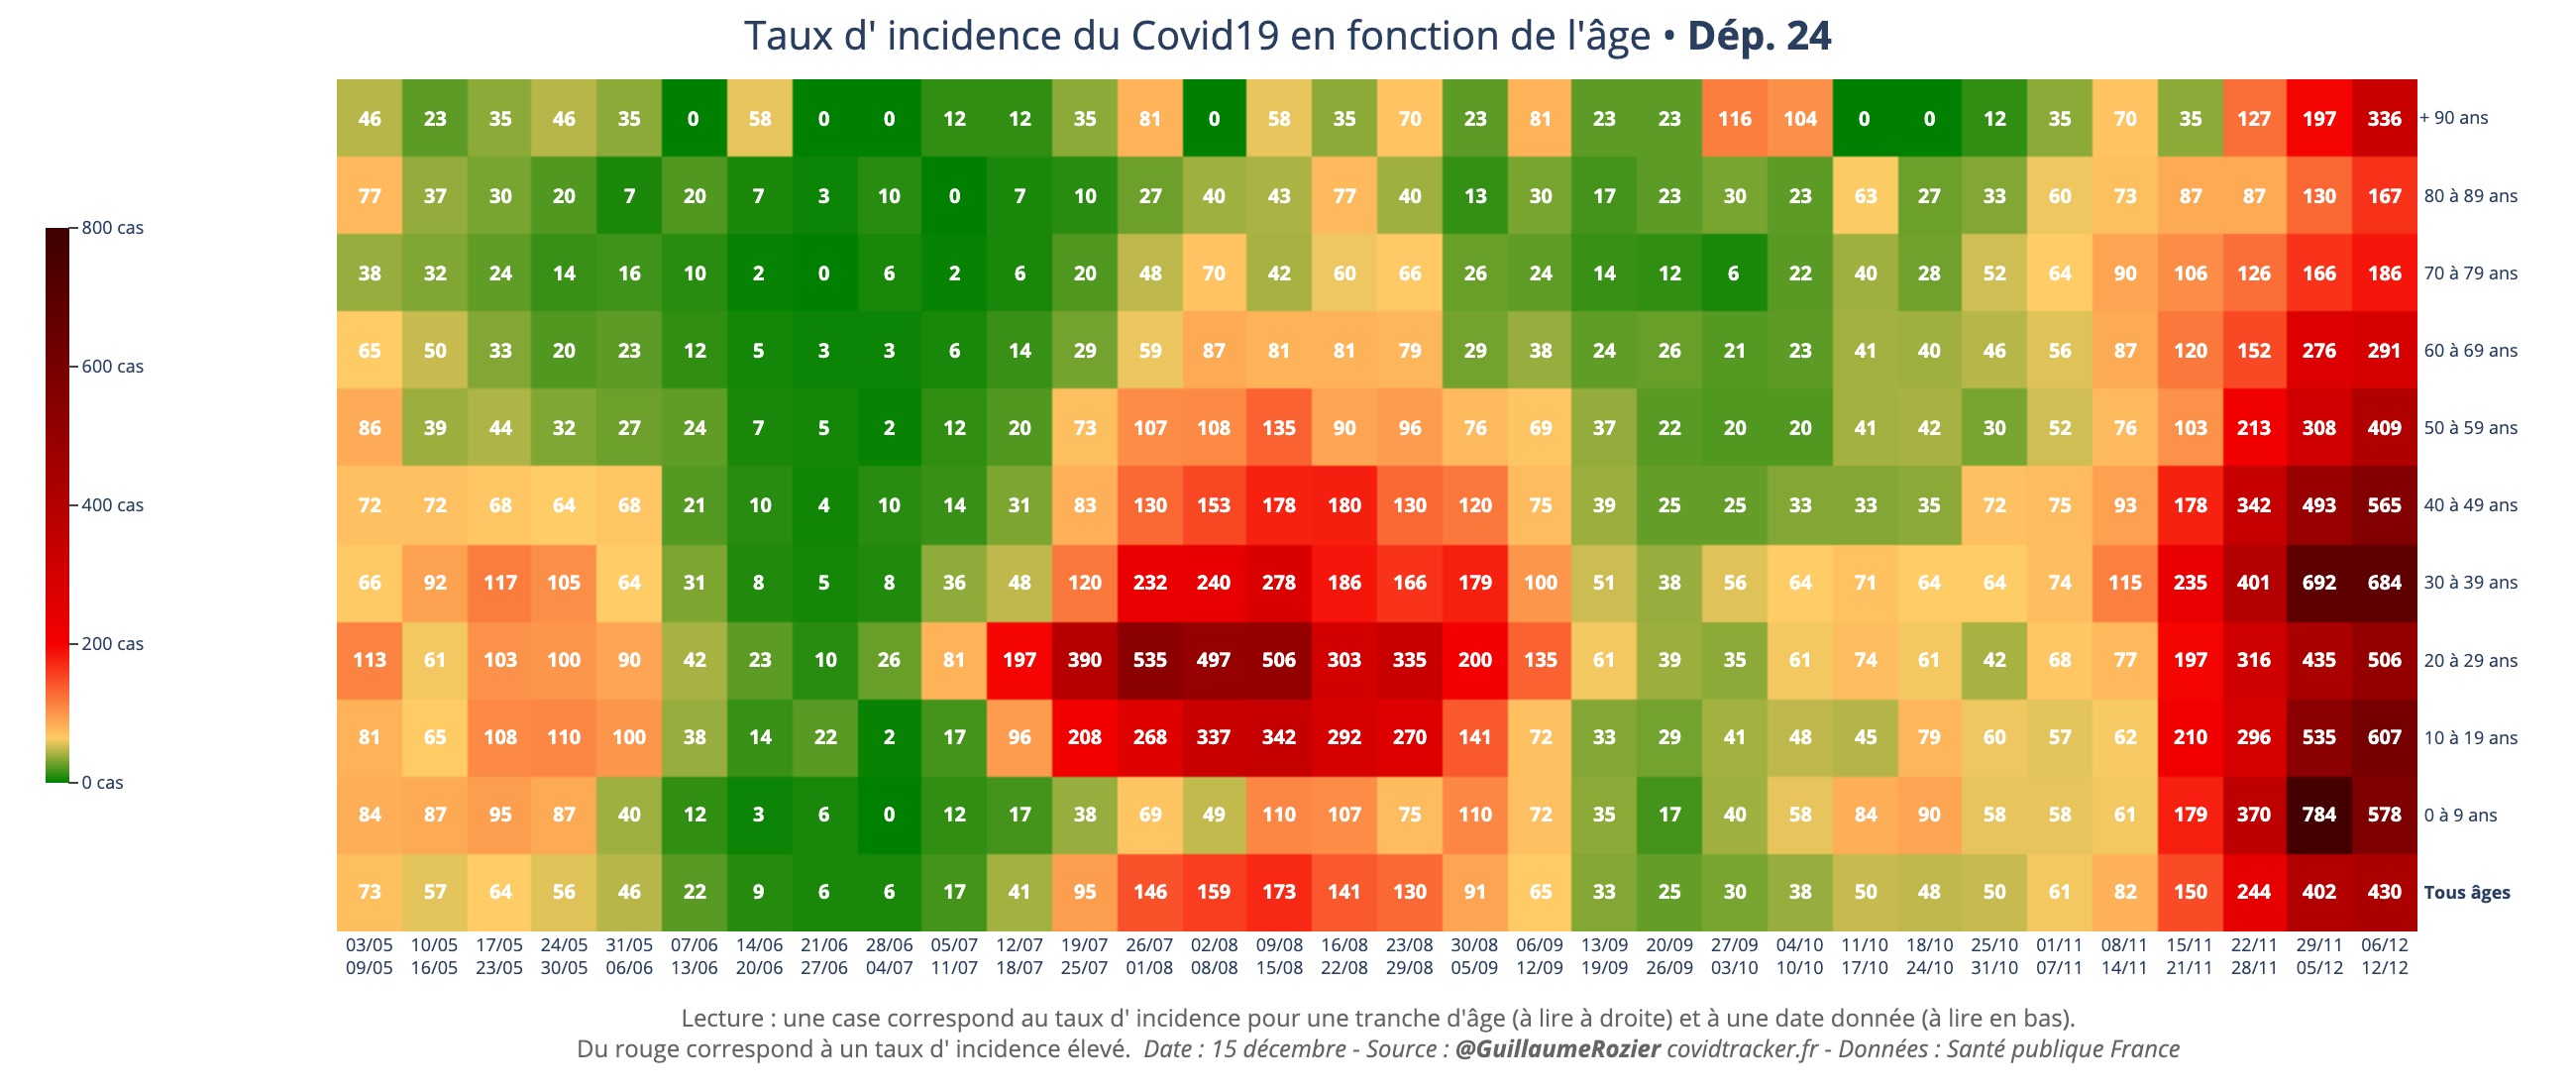 Taux d' incidence du Covid19 en fonction de l'âge • Dép. 24
46 23 35 46 35 0 58 0 0 12 12 35 81 0 58 35 70 23 81 23 23 116 104 0 0 12 35 70 35 127 197 336 + 90 ans
77 37 30 20 7 20 7 3 10 0 7 10 27 40 43 77 40 13 30 17 23 30 23 63 27 33 60 73 87 87 130 167 80 à 89 ans
38 32 24 14 16 10 2 0 6 2 6 20 48 70 42 60 66 26 24 14 12 6 22 40 28 52 64 90 106 126 166 186 70 à 79 ans
65 50 33 20 23 12 5 3 3 6 14 29 59 87 81 81 79 29 38 24 26 21 23 41 40 46 56 87 120 152 276 291 60 à 69 ans
86 39 44 32 27 24 7 5 2 12 20 73 107 108 135 90 96 76 69 37 22 20 20 41 42 30 52 76 103 213 308 409 50 à 59 ans
72 72 68 64 68 21 10 4 10 14 31 83 130 153 178 180 130 120 75 39 25 25 33 33 35 72 75 93 178 342 493 565 40 à 49 ans
66 92 117 105 64 31 8 5 8 36 48 120 232 240 278 186 166 179 100 51 38 56 64 71 64 64 74 115 235 401 692 684 30 à 39 ans
113 61 103 100 90 42 23 10 26 81 197 390 535 497 506 303 335 200 135 61 39 35 61 74 61 42 68 77 197 316 435 506 20 à 29 ans
81 65 108 110 100 38 14 22 2 17 96 208 268 337 342 292 270 141 72 33 29 41 48 45 79 60 57 62 210 296 535 607 10 à 19 ans
84 87 95 87 40 12 3 6 0 12 17 38 69 49 110 107 75 110 72 35 17 40 58 84 90 58 58 61 179 370 784 578 0 à 9 ans
73 57 64 56 46 22 9 6 6 17 41 95 146 159 173 141 130 91 65 33 25 30 38 50 48 50 61 82 150 244 402 430 Tous âges
03/05 10/05 17/05 24/05 31/05 07/06 14/06 21/06 28/06 05/07 12/07 19/07 26/07 02/08 09/08 16/08 23/08 30/08 06/09 13/09 20/09 27/09 04/10 11/10 18/10 25/10 01/11 08/11 15/11 22/11 29/11 06/12
09/05 16/05 23/05 30/05 06/06 13/06 20/06 27/06 04/07 11/07 18/07 25/07 01/08 08/08 15/08 22/08 29/08 05/09 12/09 19/09 26/09 03/10 10/10 17/10 24/10 31/10 07/11 14/11 21/11 28/11 05/12 12/12
800 cas
600 cas
400 cas
200 cas
0 cas
Lecture : une case correspond au taux d' incidence pour une tranche d'âge (à lire à droite) et à une date donnée (à lire en bas).
Du rouge correspond à un taux d' incidence élevé. Date : 15 décembre - Source : @GuillaumeRozier covidtracker.fr - Données : Santé publique France